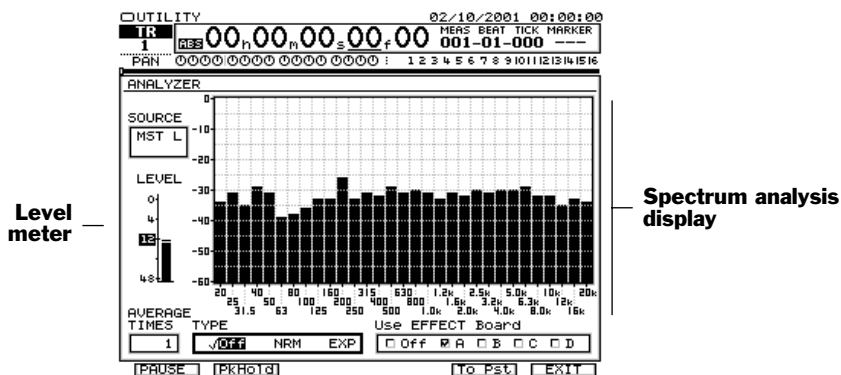 UTILITY 02/10/2001 00:00:00
TR MEAS BEAT TICK MARKER
1 ABS 00h00m00s00f00 001-01-000 ---
PAN 1 2 3 4 5 6 7 8 9 10 11 12 13 14 15 16
ANALYZER
SOURCE
MST L
LEVEL
0
4
12
48
0
-10
-20
-30
-40
-50
-60
20 40 80 160 315 630 1.2k 2.5k 5.0k 10k 20k
25 50 100 200 400 800 1.6k 3.2k 6.3k 12k
31.5 63 125 250 500 1.0k 2.0k 4.0k 8.0k 16k
AVERAGE
TIMES TYPE Use EFFECT Board
1 √Off NRM EXP Off A B C D
PAUSE PkHold To Pst EXIT
Level
meter
Spectrum analysis
display